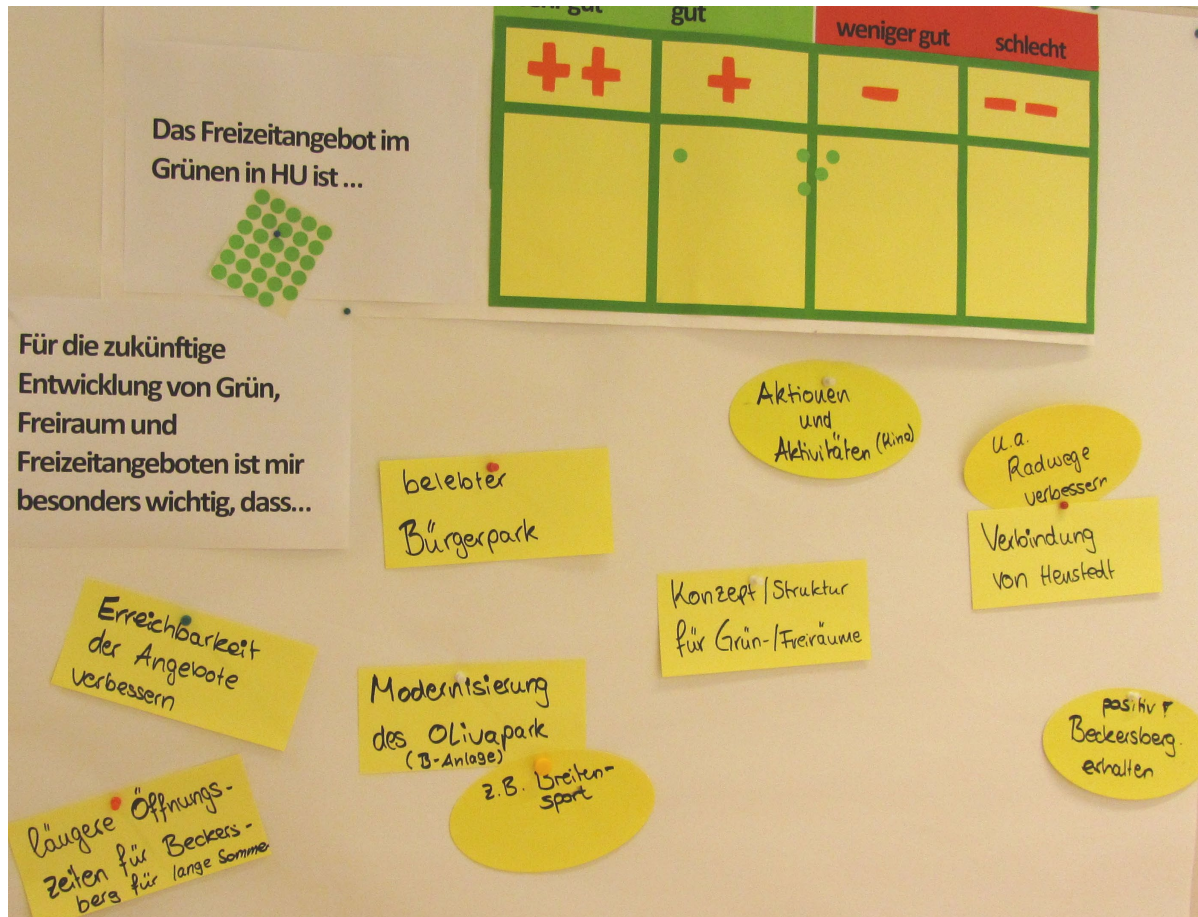 gut
weniger gut
schlecht
++
+
-
--
Das Freizeitangebot im
Grünen in HU ist ...
Für die zukünftige
Entwicklung von Grün,
Freiraum und
Freizeitangeboten ist mir
besonders wichtig, dass...
Aktionen
und
Aktivitäten (Kino)
u.a.
Radwege
verbessern
Verbindung
von Henstedt
belebter
Bürgerpark
Konzept/Struktur
für Grün-/Freiräume
Erreichbarkeit
der Angebote
verbessern
Modernisierung
des Olivapark
(B-Anlage)
z.B. Breiten-
sport
positiv!
Beckersberg
erhalten
längere Öffnungs-
zeiten für Beckers-
berg für lange Somme